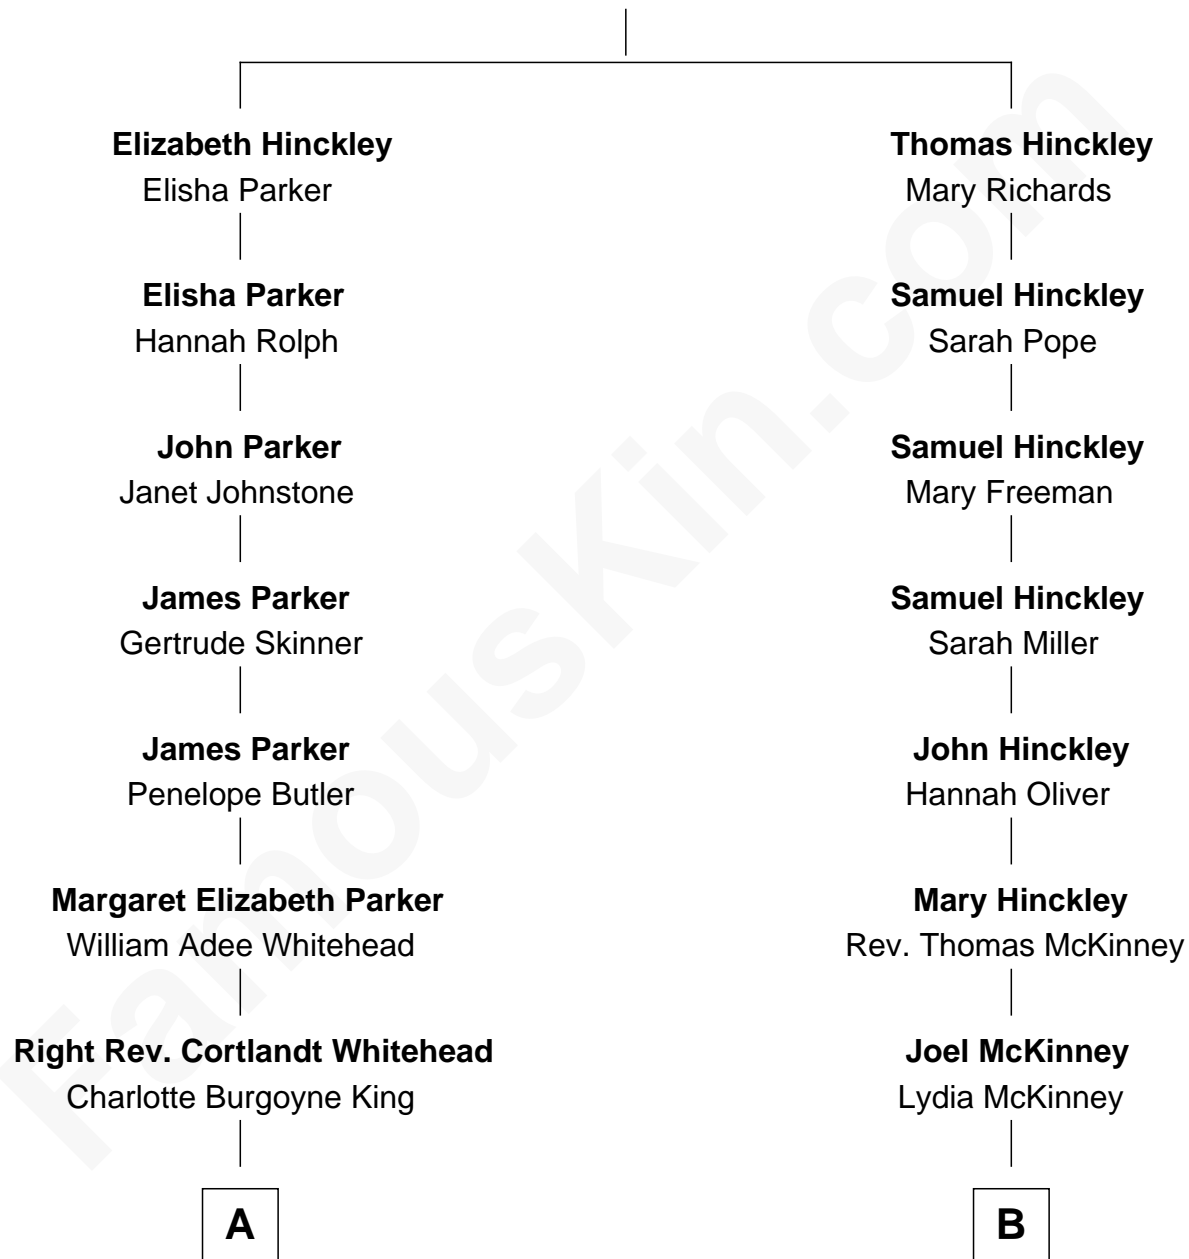 Elizabeth Hinckley
Elisha Parker
Elisha Parker
Hannah Rolph
John Parker
Janet Johnstone
James Parker
Gertrude Skinner
James Parker
Penelope Butler
Margaret Elizabeth Parker
William Adee Whitehead
Right Rev. Cortlandt Whitehead
Charlotte Burgoyne King
A
Thomas Hinckley
Mary Richards
Samuel Hinckley
Sarah Pope
Samuel Hinckley
Mary Freeman
Samuel Hinckley
Sarah Miller
John Hinckley
Hannah Oliver
Mary Hinckley
Rev. Thomas McKinney
Joel McKinney
Lydia McKinney
B
FamousKin.com